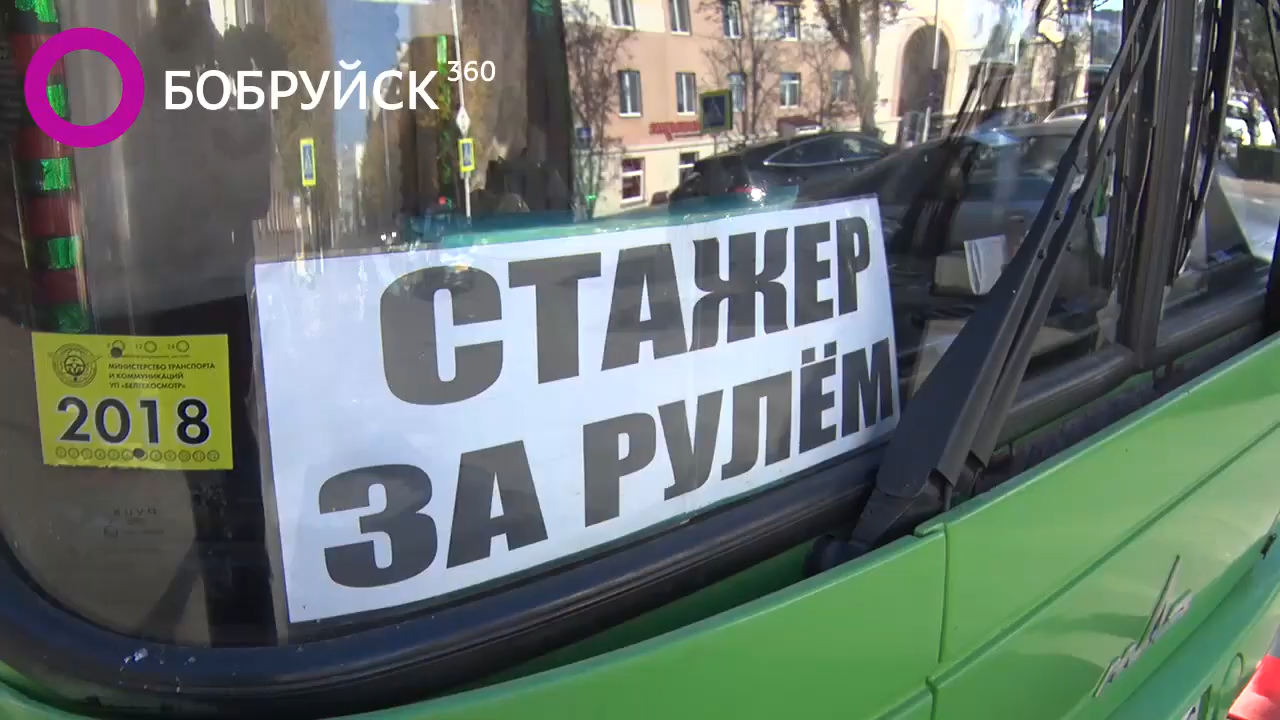 БОБРУЙСК 360
СТАЖЕР
ЗА РУЛЁМ
МИНИСТЕРСТВО ТРАНСПОРТА
И КОММУНИКАЦИЙ
УП «БЕЛТЕХОСМОТР»
2018